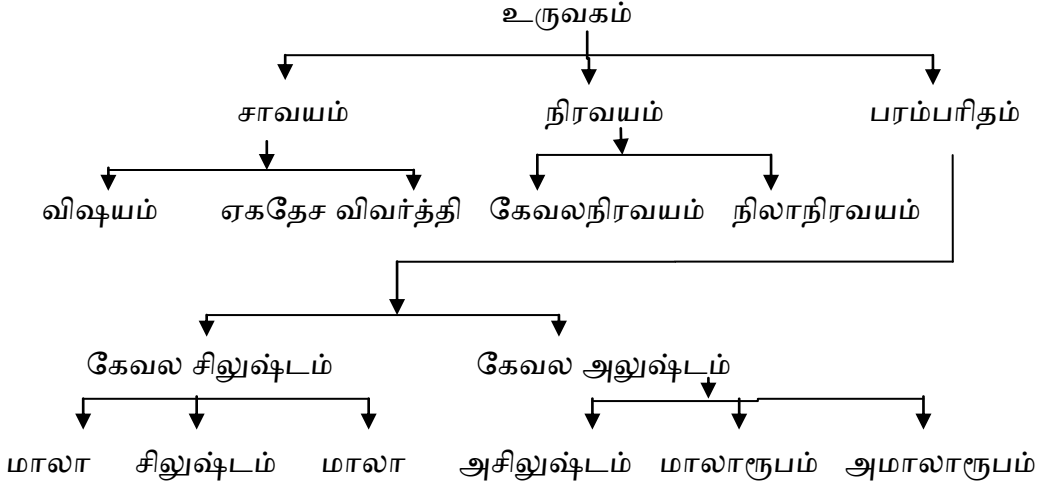 உருவகம்
சாவயம் நிரவயம் பரம்பரிதம்
விஷயம் ஏகதேச விவர்த்தி கேவலநிரவயம் நிலாநிரவயம்
கேவல சிலுஷ்டம் கேவல அலுஷ்டம்
மாலா சிலுஷ்டம் மாலா அசிலுஷ்டம் மாலாரூபம் அமாலாரூபம்